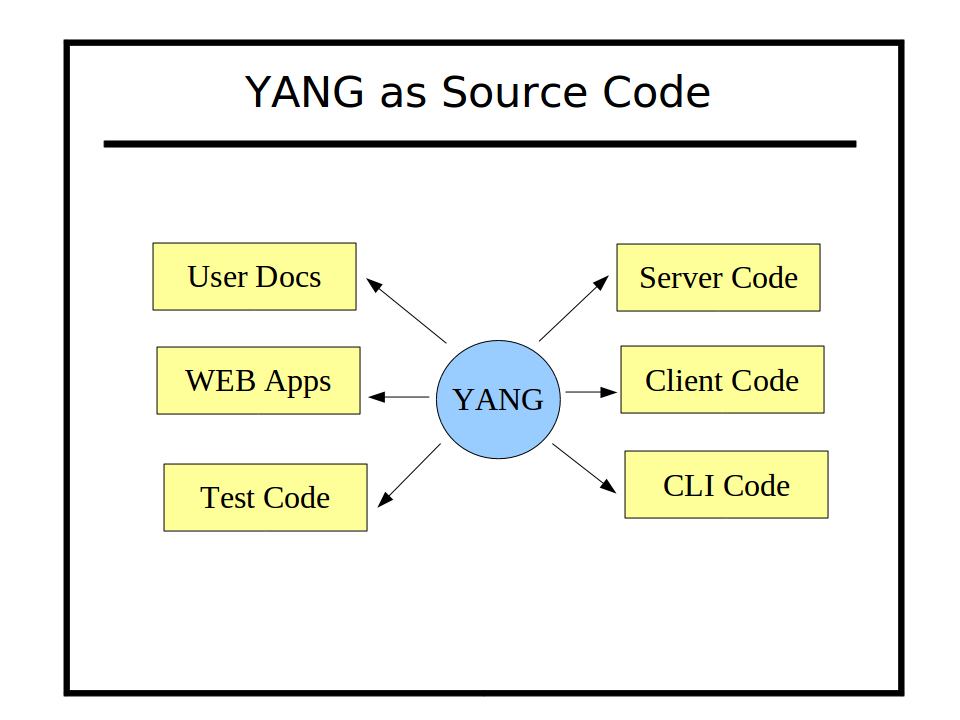 YANG as Source Code
User Docs
Server Code
WEB Apps
Client Code
YANG
Test Code
CLI Code